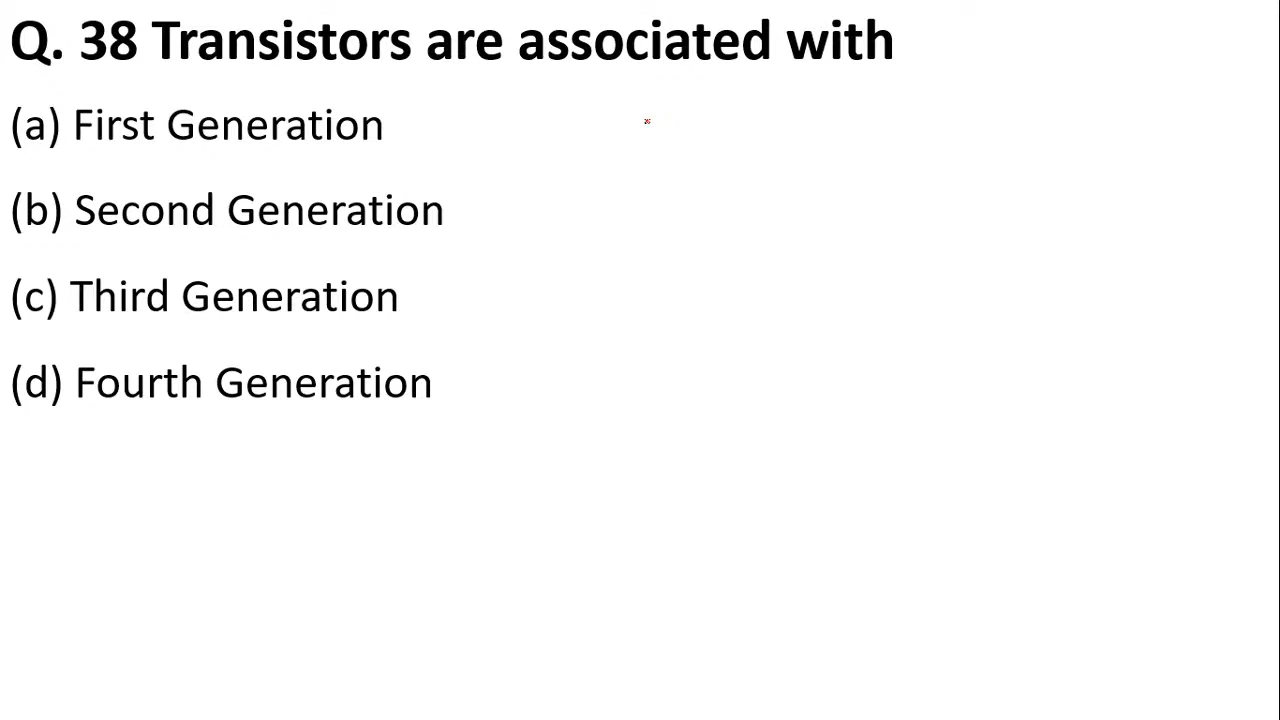 Q. 38 Transistors are associated with
(a) First Generation
(b) Second Generation
(c) Third Generation
(d) Fourth Generation